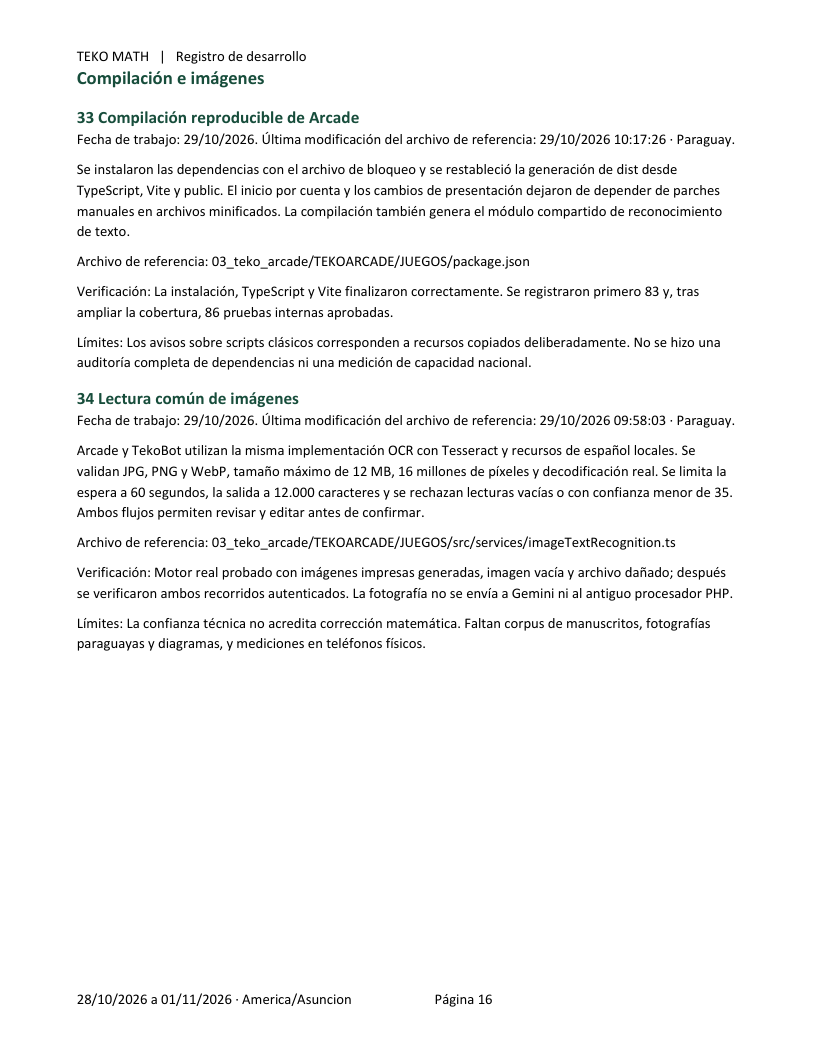 TEKO MATH | Registro de desarrollo
Compilación e imágenes
33 Compilación reproducible de Arcade
Fecha de trabajo: 29/10/2026. Última modificación del archivo de referencia: 29/10/2026 10:17:26 · Paraguay.
Se instalaron las dependencias con el archivo de bloqueo y se restableció la generación de dist desde
TypeScript, Vite y public. El inicio por cuenta y los cambios de presentación dejaron de depender de parches
manuales en archivos minificados. La compilación también genera el módulo compartido de reconocimiento
de texto.
Archivo de referencia: 03_teko_arcade/TEKOARCADE/JUEGOS/package.json
Verificación: La instalación, TypeScript y Vite finalizaron correctamente. Se registraron primero 83 y, tras
ampliar la cobertura, 86 pruebas internas aprobadas.
Límites: Los avisos sobre scripts clásicos corresponden a recursos copiados deliberadamente. No se hizo una
auditoría completa de dependencias ni una medición de capacidad nacional.
34 Lectura común de imágenes
Fecha de trabajo: 29/10/2026. Última modificación del archivo de referencia: 29/10/2026 09:58:03 · Paraguay.
Arcade y TekoBot utilizan la misma implementación OCR con Tesseract y recursos de español locales. Se
validan JPG, PNG y WebP, tamaño máximo de 12 MB, 16 millones de píxeles y decodificación real. Se limita la
espera a 60 segundos, la salida a 12.000 caracteres y se rechazan lecturas vacías o con confianza menor de 35.
Ambos flujos permiten revisar y editar antes de confirmar.
Archivo de referencia: 03_teko_arcade/TEKOARCADE/JUEGOS/src/services/imageTextRecognition.ts
Verificación: Motor real probado con imágenes impresas generadas, imagen vacía y archivo dañado; después
se verificaron ambos recorridos autenticados. La fotografía no se envía a Gemini ni al antiguo procesador PHP.
Límites: La confianza técnica no acredita corrección matemática. Faltan corpus de manuscritos, fotografías
paraguayas y diagramas, y mediciones en teléfonos físicos.
28/10/2026 a 01/11/2026 · America/Asuncion Página 16